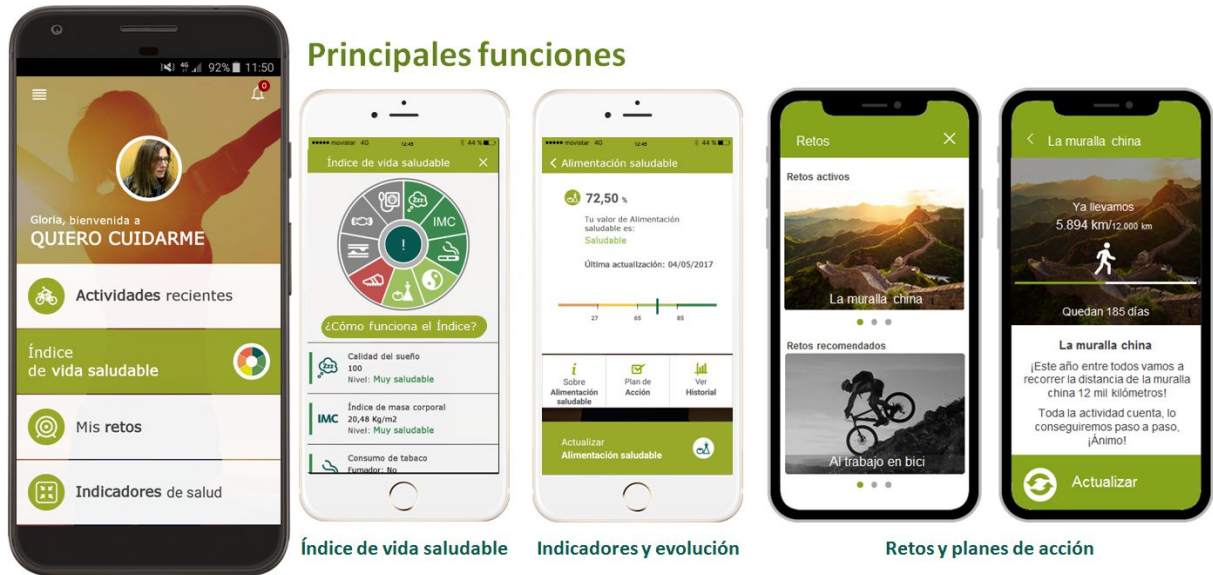 Principales funciones
92% 11:50
0
Gloria, bienvenida a
QUIERO CUIDARME
Actividades recientes
Índice
de vida saludable
Mis retos
Indicadores de salud
movistar 4G 12:45 44 %
Índice de vida saludable ×
zzz
IMC
!
¿Cómo funciona el Índice?
zzz
Calidad del sueño
100
Nivel: Muy saludable
IMC
Índice de masa corporal
20,48 Kg/m2
Nivel: Muy saludable
Consumo de tabaco
Fumador: No
Índice de vida saludable
movistar 4G 12:45 44 %
Alimentación saludable
72,50 %
Tu valor de Alimentación
saludable es:
Saludable
Última actualización: 04/05/2017
27 65 85
i
Sobre
Alimentación
saludable
Plan de
Acción
Ver
Historial
Actualizar
Alimentación saludable
Indicadores y evolución
Retos ×
Retos activos
La muralla china
Retos recomendados
Al trabajo en bici
La muralla china
Ya llevamos
5.894 km/12.000 km
Quedan 185 días
La muralla china
¡Este año entre todos vamos a
recorrer la distancia de la muralla
china 12 mil kilómetros!
Toda la actividad cuenta, lo
conseguiremos paso a paso,
¡Ánimo!
Actualizar
Retos y planes de acción